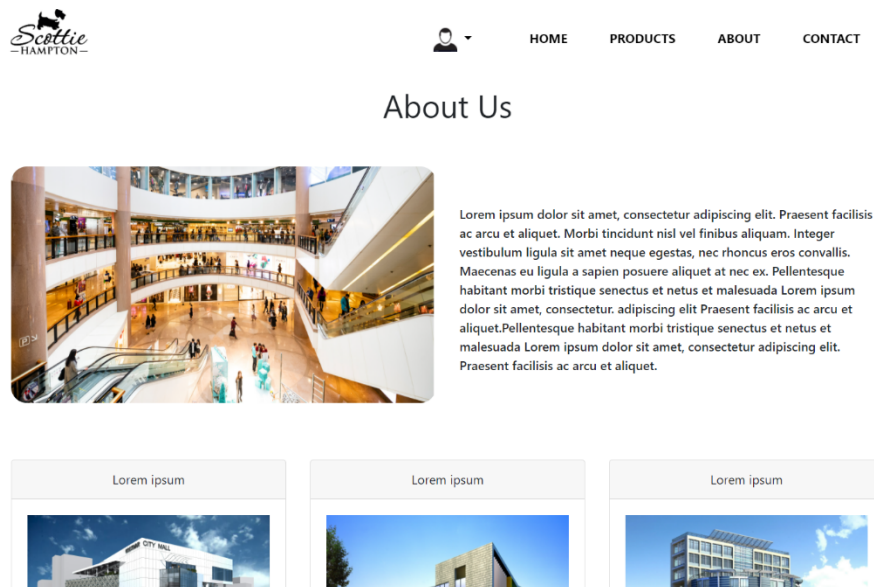 Scottie
HAMPTON
HOME PRODUCTS ABOUT CONTACT
About Us
Lorem ipsum dolor sit amet, consectetur adipiscing elit. Praesent facilisis
ac arcu et aliquet. Morbi tincidunt nisl vel finibus aliquam. Integer
vestibulum ligula sit amet neque egestas, nec rhoncus eros convallis.
Maecenas eu ligula a sapien posuere aliquet at nec ex. Pellentesque
habitant morbi tristique senectus et netus et malesuada Lorem ipsum
dolor sit amet, consectetur. adipiscing elit Praesent facilisis ac arcu et
aliquet.Pellentesque habitant morbi tristique senectus et netus et
malesuada Lorem ipsum dolor sit amet, consectetur adipiscing elit.
Praesent facilisis ac arcu et aliquet.
Lorem ipsum
Lorem ipsum
Lorem ipsum
CITY MALL